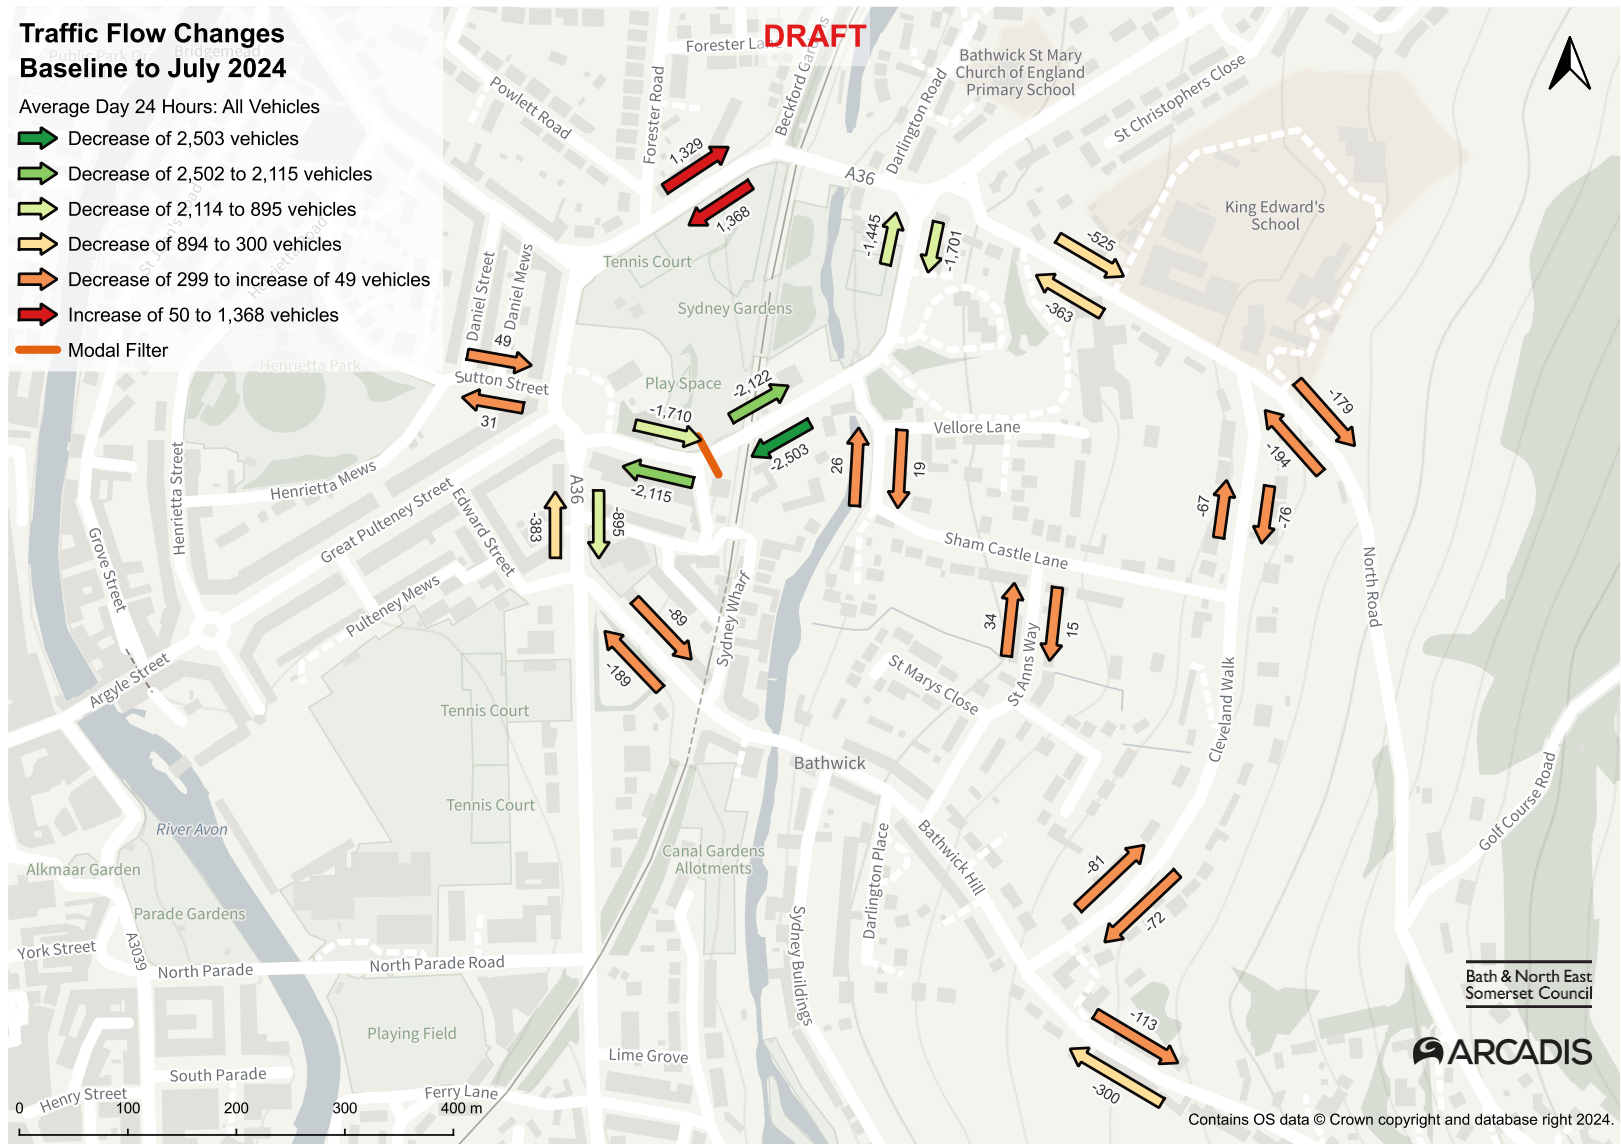 Traffic Flow Changes
Baseline to July 2024
Average Day 24 Hours: All Vehicles
Decrease of 2,503 vehicles
Decrease of 2,502 to 2,115 vehicles
Decrease of 2,114 to 895 vehicles
Decrease of 894 to 300 vehicles
Decrease of 299 to increase of 49 vehicles
Increase of 50 to 1,368 vehicles
Modal Filter
DRAFT
Bridgemead
Forester Lane
Beckford Gardens
Bathwick St Mary
Church of England
Primary School
St Christophers Close
Powlett Road
Forester Road
Darlington Road
A36
1,329
1,368
King Edward's
School
-1,445
-1,701
-525
-363
Henrietta Road
Tennis Court
Sydney Gardens
Daniel Street
Daniel Mews
Henrietta Park
49
Sutton Street
31
Play Space
-2,122
-1,710
-2,503
-2,115
Vellore Lane
26
19
-179
-194
-67
-76
Henrietta Street
Henrietta Mews
Great Pulteney Street
Edward Street
A36
-383
-895
Grove Street
Pulteney Mews
Sham Castle Lane
North Road
34
15
-89
-189
Sydney Wharf
St Marys Close
St Anns Way
Cleveland Walk
Argyle Street
Tennis Court
Bathwick
Tennis Court
River Avon
Golf Course Road
Alkmaar Garden
Canal Gardens
Allotments
Darlington Place
Bathwick Hill
-81
-72
Parade Gardens
York Street
A3039
North Parade
North Parade Road
Sydney Buildings
Bath & North East
Somerset Council
Playing Field
-113
-300
Lime Grove
ARCADIS
South Parade
Henry Street
Ferry Lane
0 100 200 300 400 m
Contains OS data © Crown copyright and database right 2024.